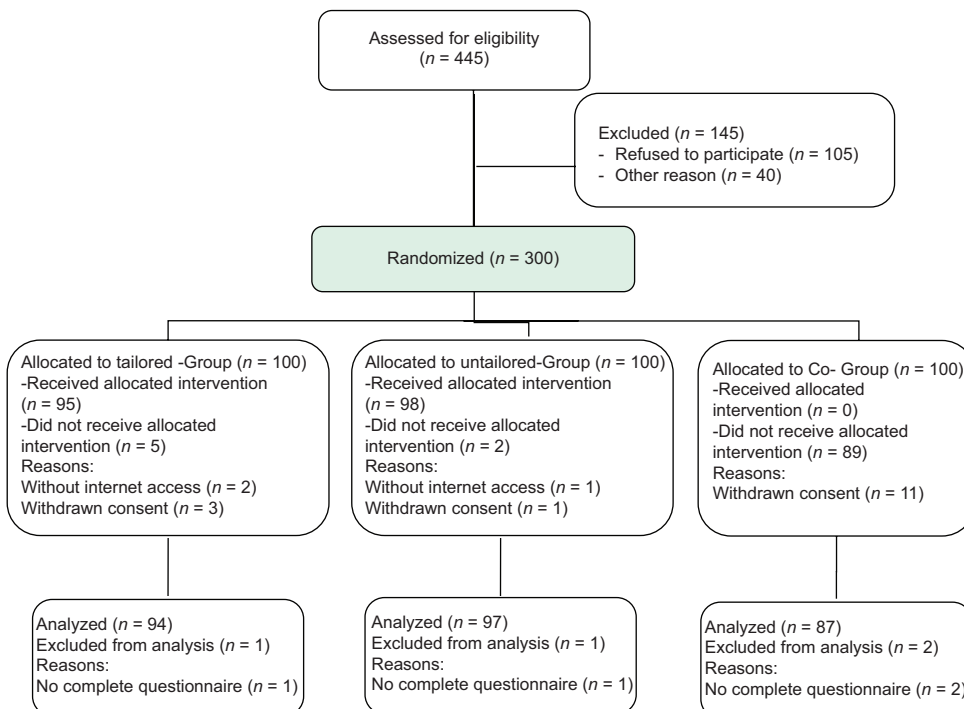 Assessed for eligibility
(n = 445)
Excluded (n = 145)
- Refused to participate (n = 105)
- Other reason (n = 40)
Randomized (n = 300)
Allocated to tailored -Group (n = 100)
-Received allocated intervention
(n = 95)
-Did not receive allocated
intervention (n = 5)
Reasons:
Without internet access (n = 2)
Withdrawn consent (n = 3)
Allocated to untailored-Group (n = 100)
-Received allocated intervention
(n = 98)
-Did not receive allocated
intervention (n = 2)
Reasons:
Without internet access (n = 1)
Withdrawn consent (n = 1)
Allocated to Co- Group (n = 100)
-Received allocated
intervention (n = 0)
-Did not receive allocated
intervention (n = 89)
Reasons:
Withdrawn consent (n = 11)
Analyzed (n = 94)
Excluded from analysis (n = 1)
Reasons:
No complete questionnaire (n = 1)
Analyzed (n = 97)
Excluded from analysis (n = 1)
Reasons:
No complete questionnaire (n = 1)
Analyzed (n = 87)
Excluded from analysis (n = 2)
Reasons:
No complete questionnaire (n = 2)